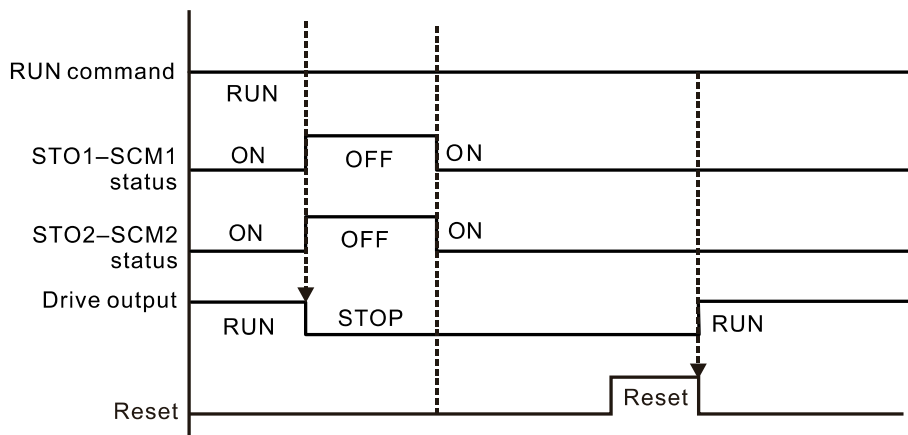 RUN command
RUN
STO1–SCM1
status
ON
OFF
ON
STO2–SCM2
status
ON
OFF
ON
Drive output
RUN
STOP
RUN
Reset
Reset